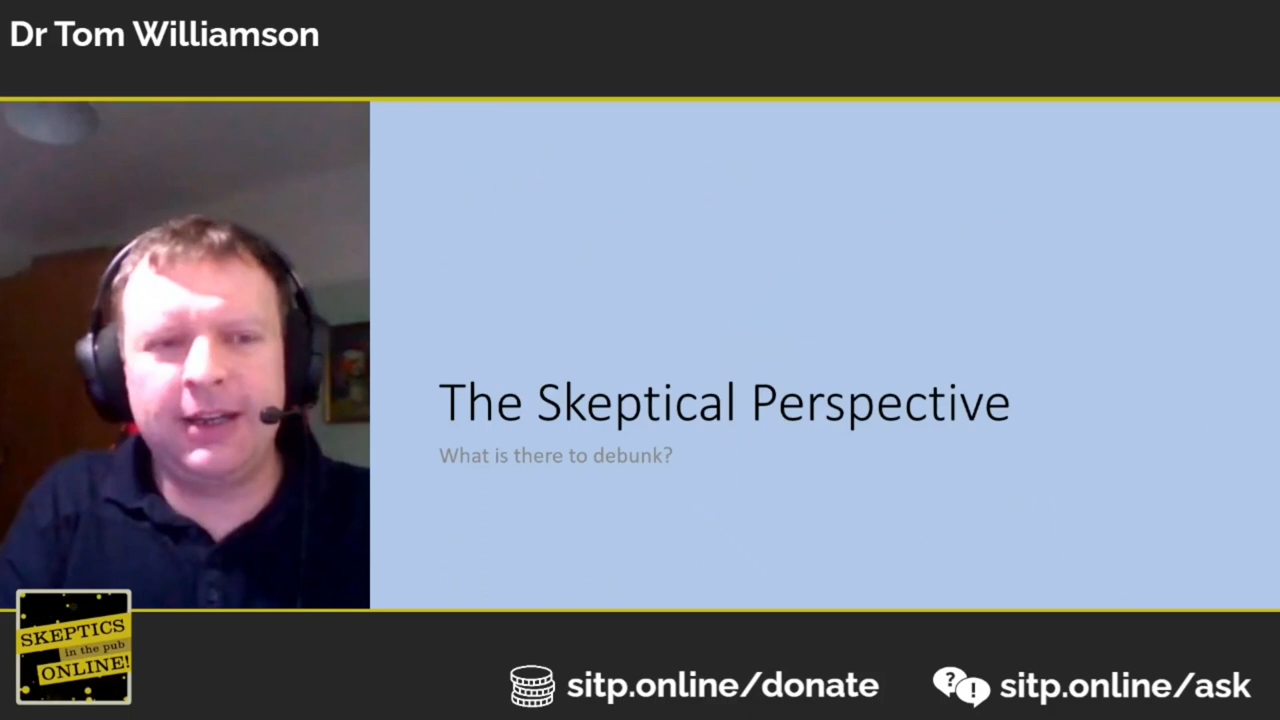 Dr Tom Williamson
The Skeptical Perspective
What is there to debunk?
SKEPTICS
in the pub
ONLINE!
sitp.online/donate
? ! sitp.online/ask